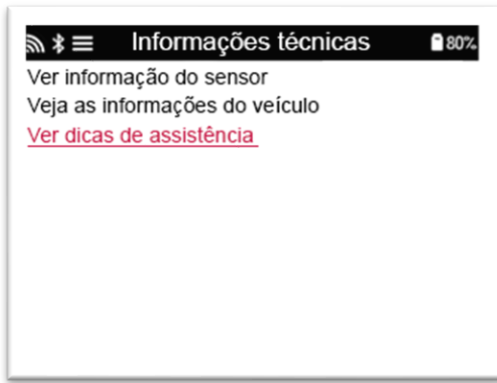 Informações técnicas 80%
Ver informação do sensor
Veja as informações do veículo
Ver dicas de assistência